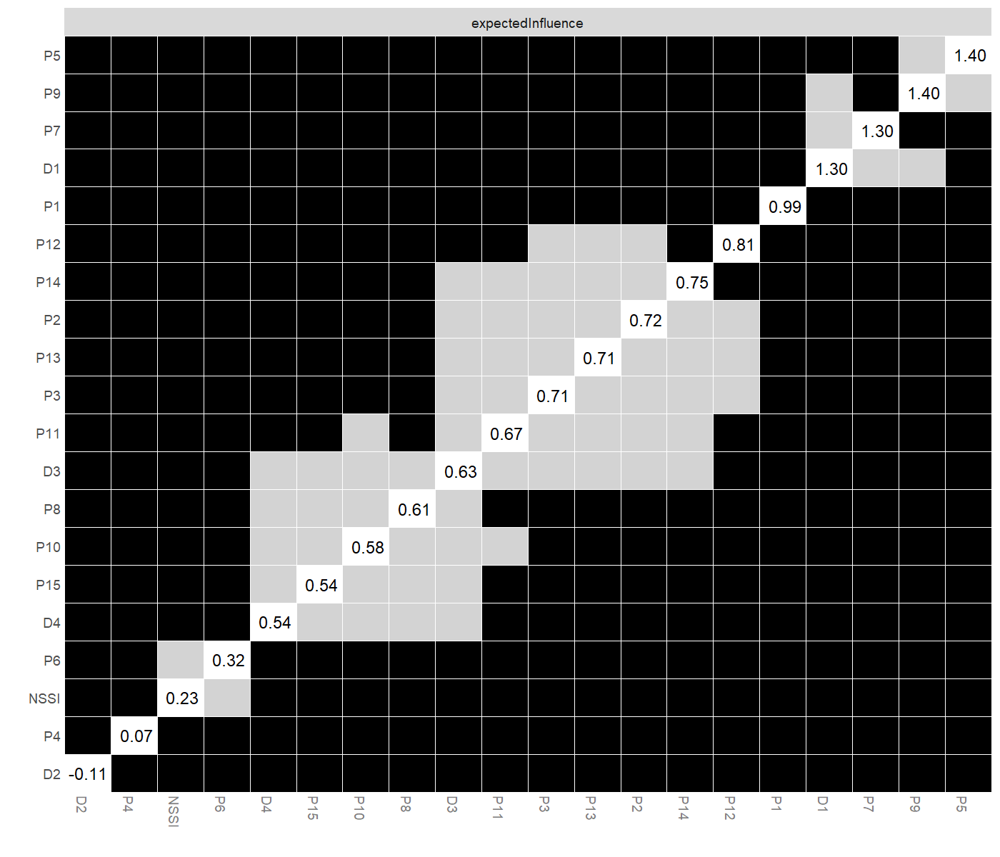 expectedInfluence
P5 1.40
P9 1.40
P7 1.30
D1 1.30
P1 0.99
P12 0.81
P14 0.75
P2 0.72
P13 0.71
P3 0.71
P11 0.67
D3 0.63
P8 0.61
P10 0.58
P15 0.54
D4 0.54
P6 0.32
NSSI 0.23
P4 0.07
D2 -0.11
D2 P4 NSSI P6 D4 P15 P10 P8 D3 P11 P3 P13 P2 P14 P12 P1 D1 P7 P9 P5